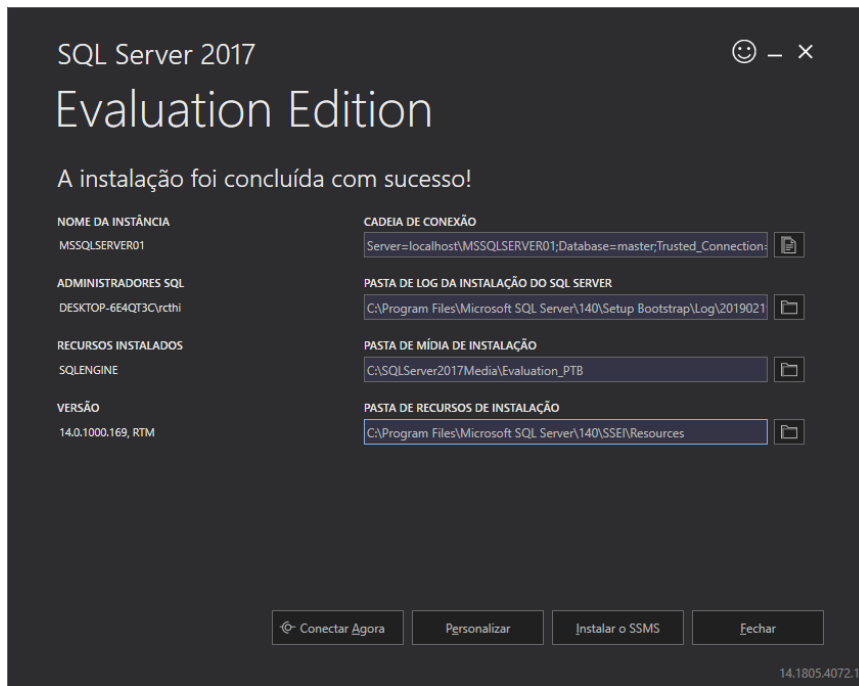 SQL Server 2017
Evaluation Edition
A instalação foi concluída com sucesso!
NOME DA INSTÂNCIA
MSSQLSERVER01
CADEIA DE CONEXÃO
Server=localhost\MSSQLSERVER01;Database=master;Trusted_Connection=
ADMINISTRADORES SQL
DESKTOP-6E4QT3C\rcthi
PASTA DE LOG DA INSTALAÇÃO DO SQL SERVER
C:\Program Files\Microsoft SQL Server\140\Setup Bootstrap\Log\2019021
RECURSOS INSTALADOS
SQLENGINE
PASTA DE MÍDIA DE INSTALAÇÃO
C:\SQLServer2017Media\Evaluation_PTB
VERSÃO
14.0.1000.169, RTM
PASTA DE RECURSOS DE INSTALAÇÃO
C:\Program Files\Microsoft SQL Server\140\SSEI\Resources
Conectar Agora
Personalizar
Instalar o SSMS
Fechar
14.1805.4072.1